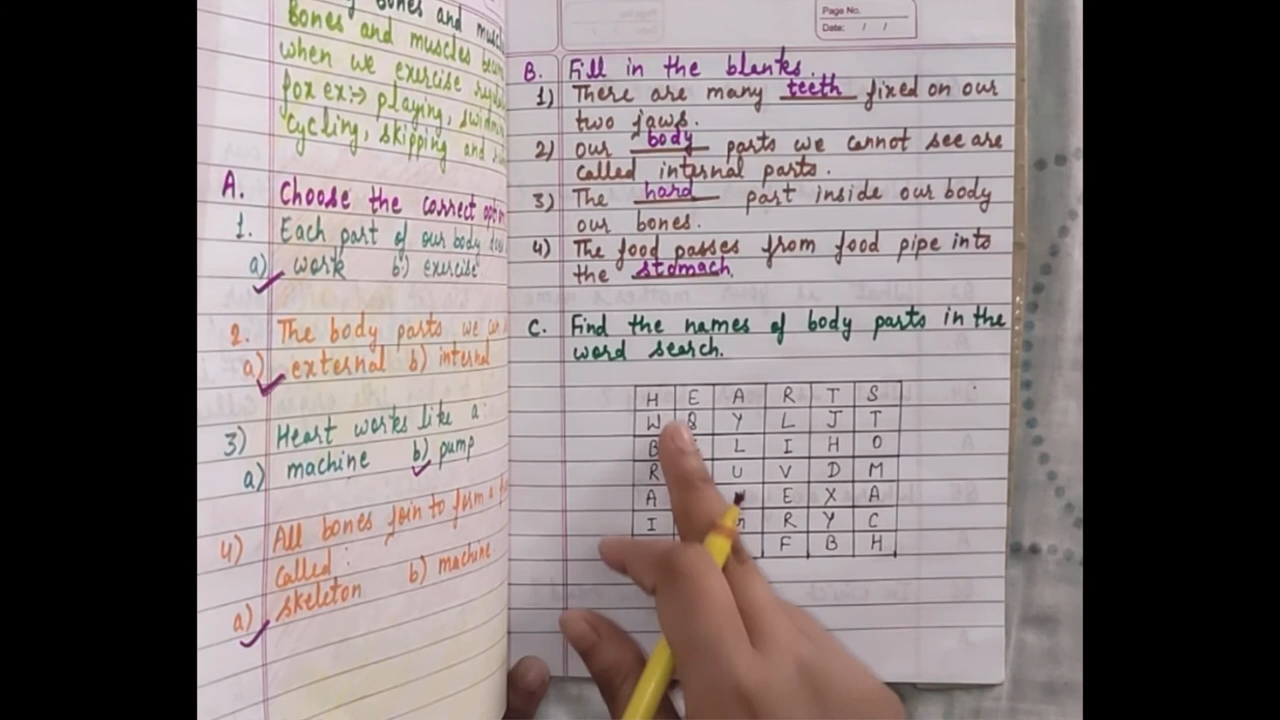 Bones and muscles
when we exercise
for ex:→ playing,
cycling, skipping and
A. Choose the correct
1. Each part of our body
a) work b) exercise
2. The body parts we can
a) external b) internal
3) Heart works like a:
a) machine b) pump
4) All bones join to form a
called:
a) skeleton b) machine
Page No.
Date: / /
B. Fill in the blanks.
1) There are many teeth fixed on our
two jaws.
2) our body parts we cannot see are
called internal parts.
3) The hard part inside our body
our bones.
4) The food passes from food pipe into
the stomach.
C. Find the names of body parts in the
word search.
H E A R T S
W Y L J T
B L I H O
R U V D M
A E X A
I R Y C
F B H